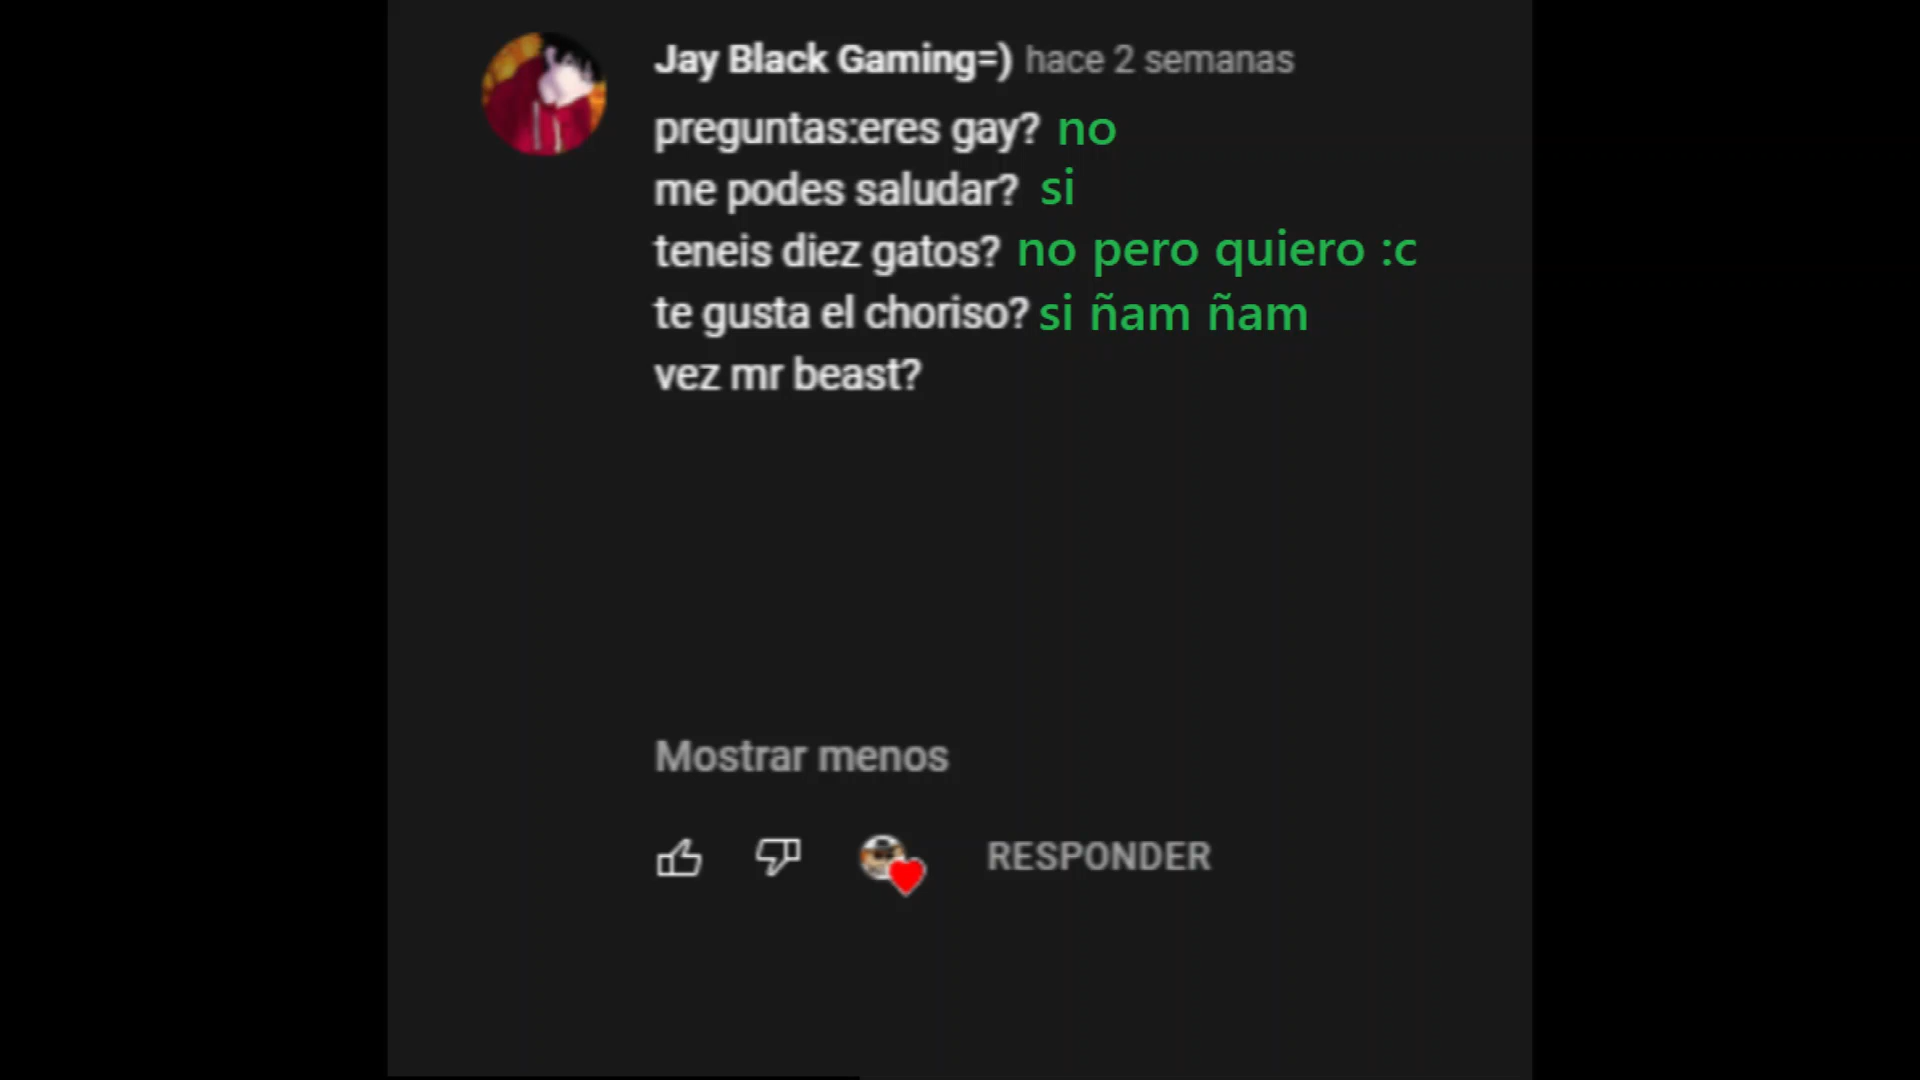 Jay Black Gaming=) hace 2 semanas
preguntas:eres gay? no
me podes saludar? si
teneis diez gatos? no pero quiero :c
te gusta el choriso? si ñam ñam
vez mr beast?
Mostrar menos
RESPONDER